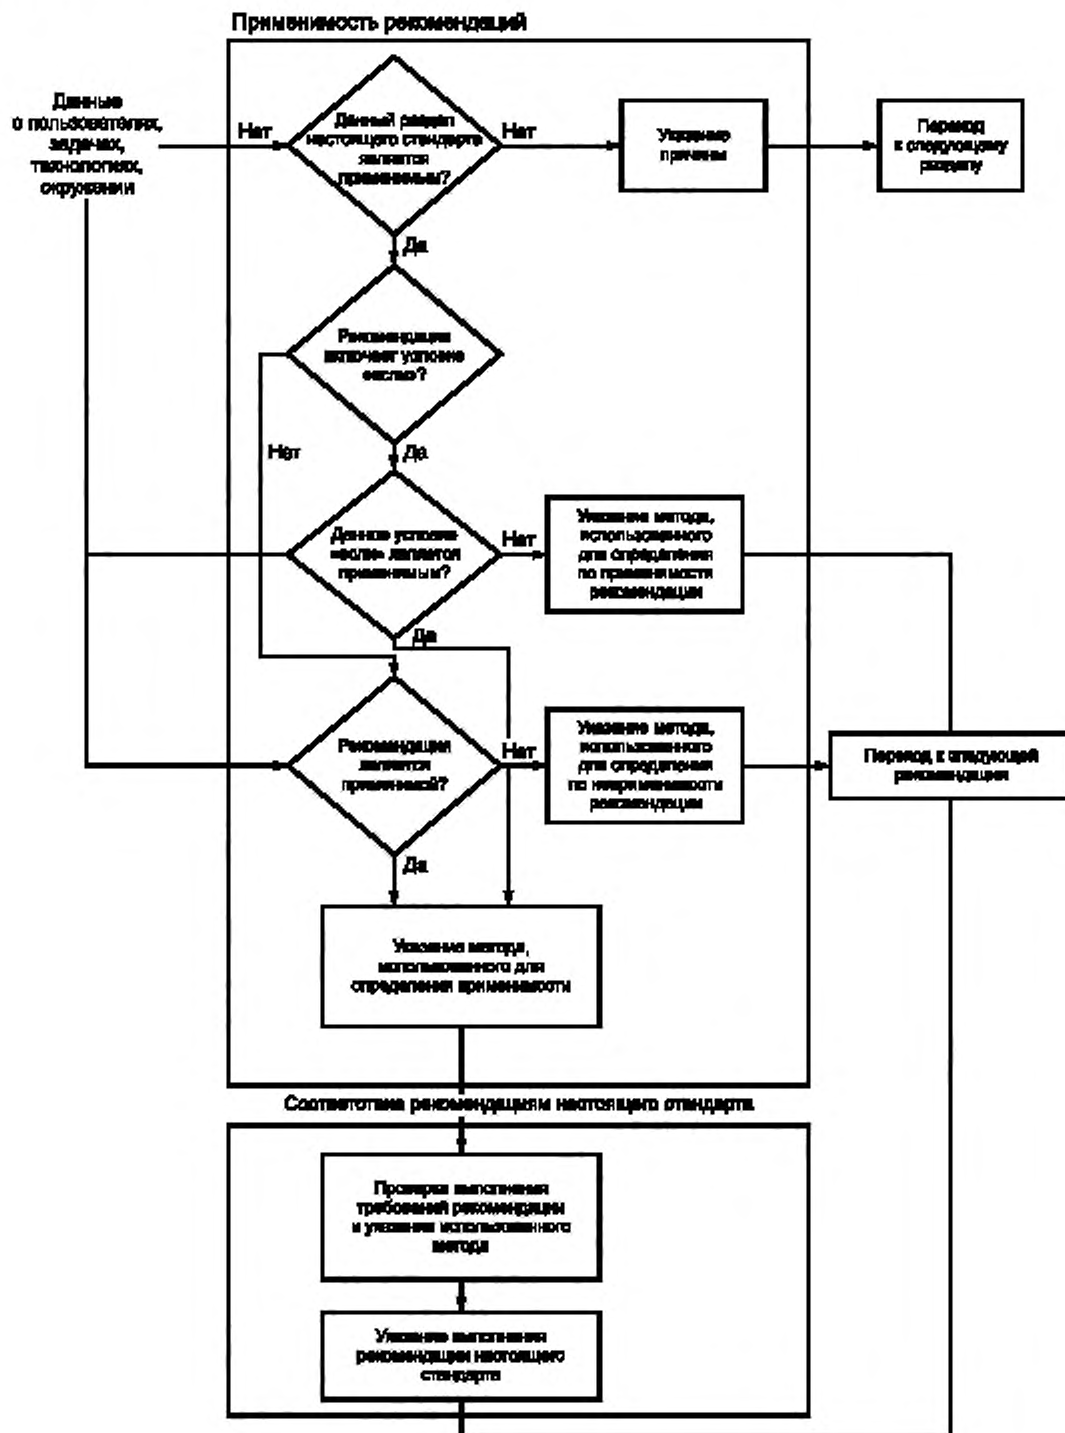 Применимость рекомендаций
Данные
о пользователях,
задачах,
технологиях,
окружении
Нет
Данный раздел
настоящего стандарта
является
применимым?
Нет
Указание
причины
Переход
к следующему
разделу
Да
Рекомендация
включает условие
«если»?
Нет
Да
Данное условие
«если» является
применимым?
Нет
Указание метода,
использованного
для определения
по применимости
рекомендации
Да
Рекомендация
является
применимой?
Нет
Указание метода,
использованного
для определения
по неприменимости
рекомендации
Переход к следующей
рекомендации
Да
Указание метода,
использованного для
определения применимости
Соответствие рекомендациям настоящего стандарта
Проверка выполнения
требований рекомендации
и указание использованного
метода
Указание выполнения
рекомендации настоящего
стандарта